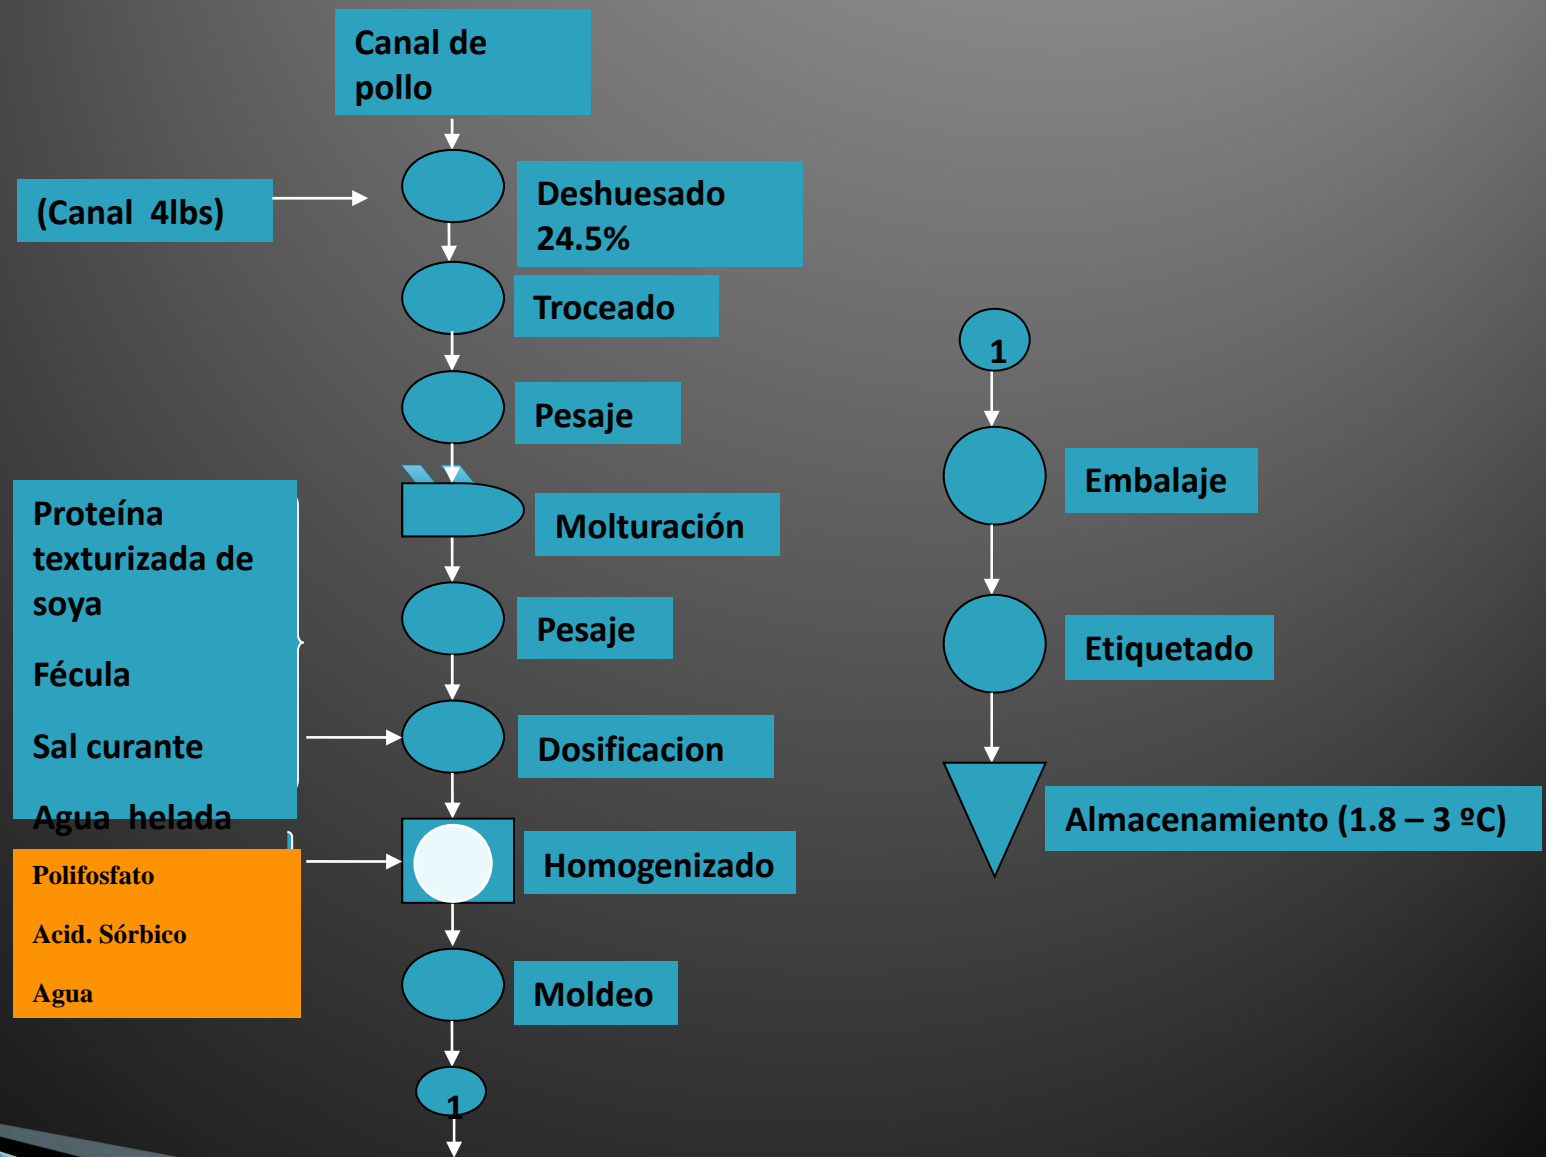 Canal de
pollo
(Canal  4lbs)
Deshuesado
24.5%
Troceado
Pesaje
Molturación
Pesaje
Proteína
texturizada de
soya
Fécula
Sal curante
Agua  helada
Dosificacion
Polifosfato
Acid. Sórbico
Agua
Homogenizado
Moldeo
1
1
Embalaje
Etiquetado
Almacenamiento (1.8 – 3 ºC)